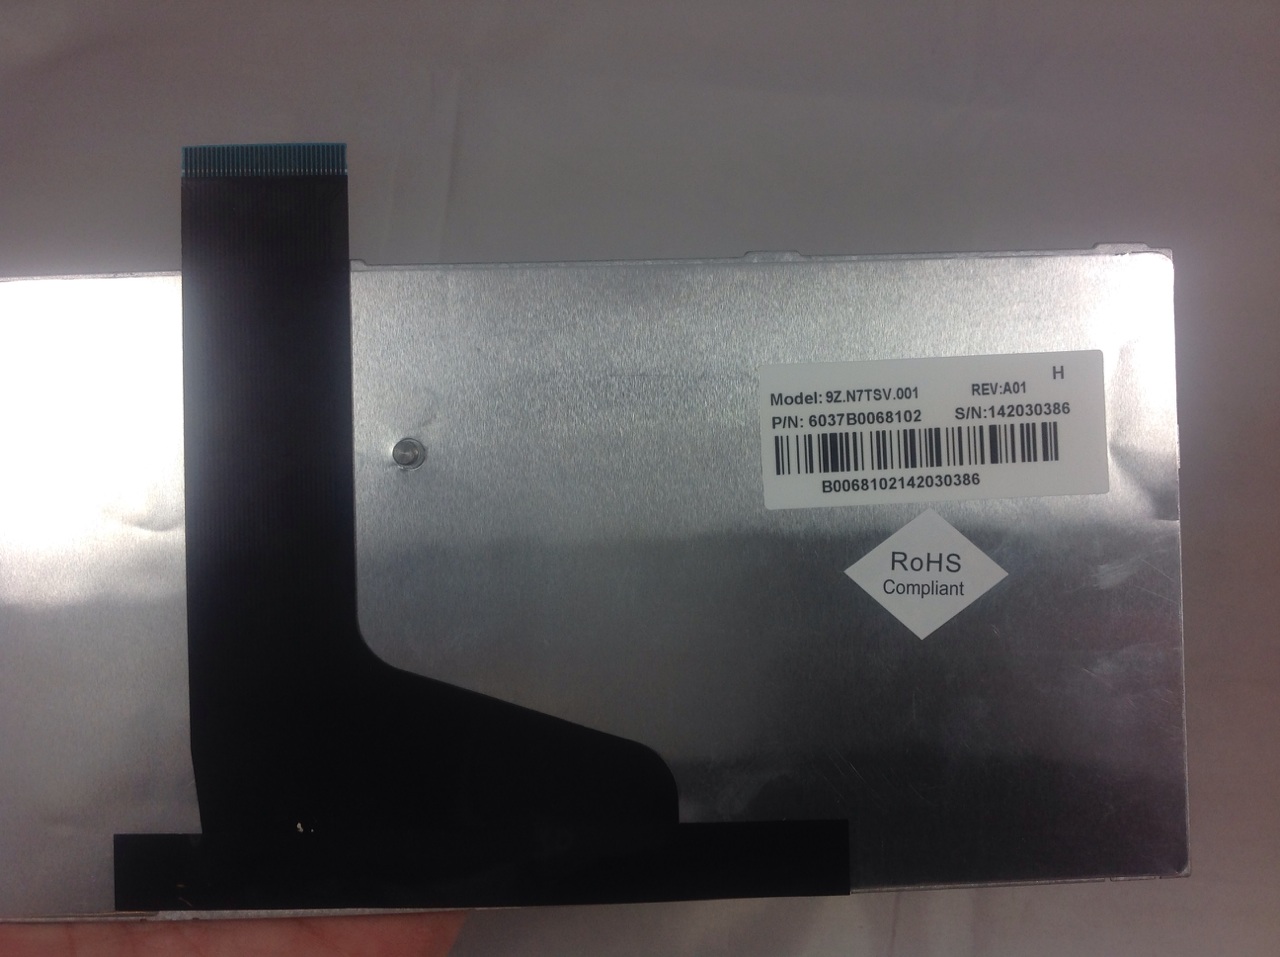 H
Model: 9Z.N7TSV.001 REV:A01
P/N: 6037B0068102 S/N:142030386
B0068102142030386
RoHS
Compliant